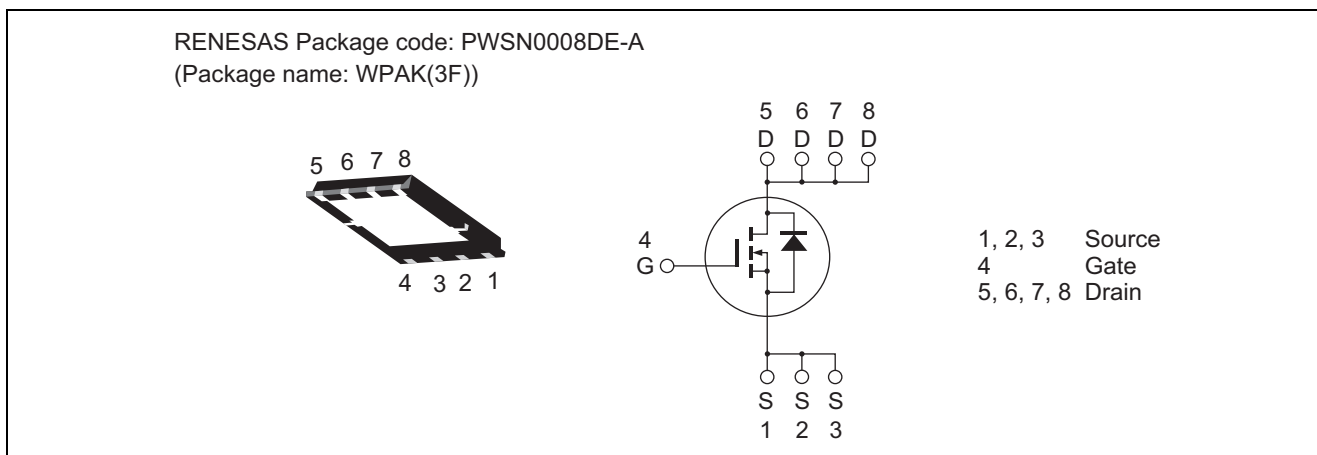 RENESAS Package code: PWSN0008DE-A
(Package name: WPAK(3F))
5 6 7 8
4 3 2 1
5 6 7 8
D D D D
4
G
S S S
1 2 3
1, 2, 3 Source
4 Gate
5, 6, 7, 8 Drain